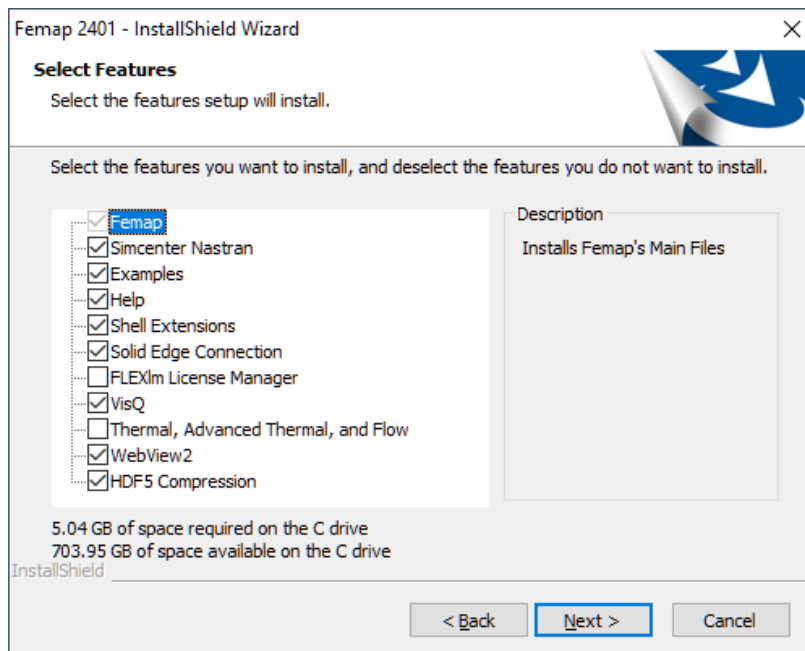 Femap 2401 - InstallShield Wizard
Select Features
Select the features setup will install.
Select the features you want to install, and deselect the features you do not want to install.
Femap
Simcenter Nastran
Examples
Help
Shell Extensions
Solid Edge Connection
FLEXlm License Manager
VisQ
Thermal, Advanced Thermal, and Flow
WebView2
HDF5 Compression
Description
Installs Femap's Main Files
5.04 GB of space required on the C drive
703.95 GB of space available on the C drive
InstallShield
< Back
Next >
Cancel